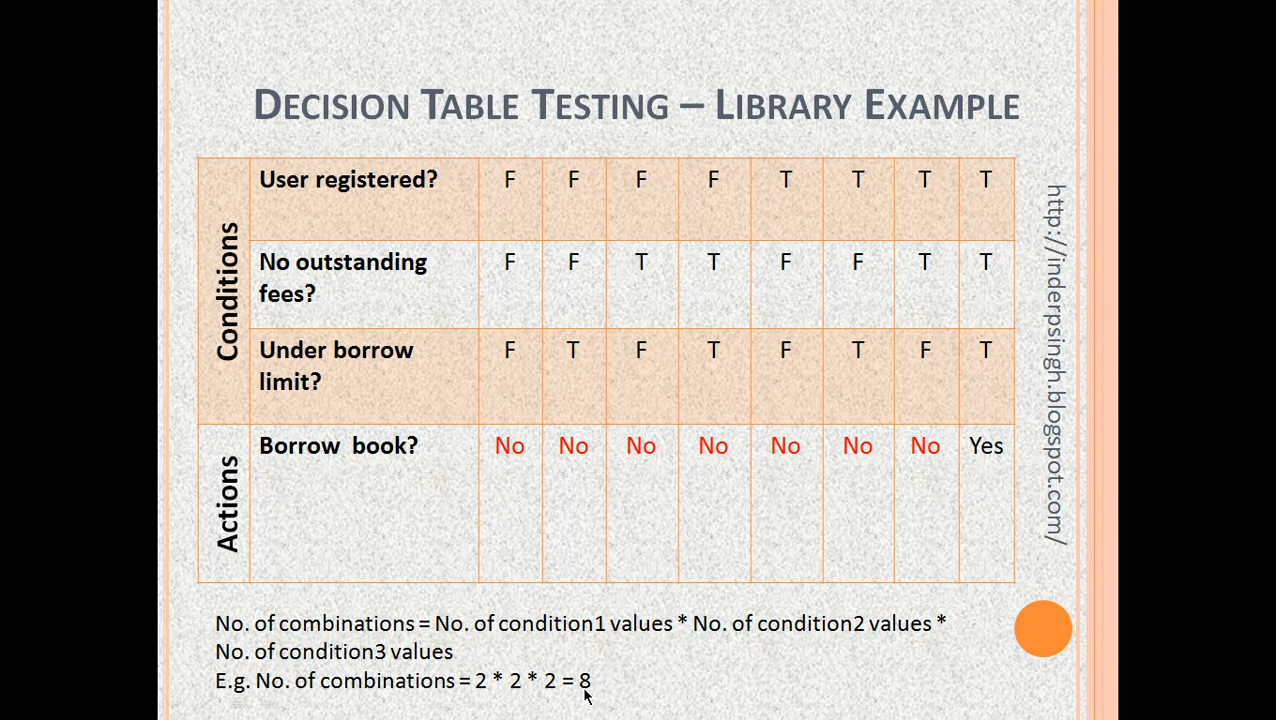 DECISION TABLE TESTING – LIBRARY EXAMPLE
Conditions
User registered? F F F F T T T T
No outstanding F F T T F F T T
fees?
Under borrow F T F T F T F T
limit?
Actions
Borrow book? No No No No No No No Yes
http://inderpsingh.blogspot.com/
No. of combinations = No. of condition1 values * No. of condition2 values *
No. of condition3 values
E.g. No. of combinations = 2 * 2 * 2 = 8